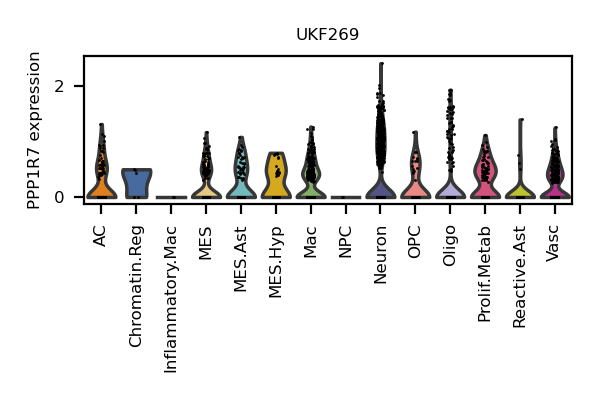 UKF269
PPP1R7 expression
2
0
AC
Chromatin.Reg
Inflammatory.Mac
MES
MES.Ast
MES.Hyp
Mac
NPC
Neuron
OPC
Oligo
Prolif.Metab
Reactive.Ast
Vasc